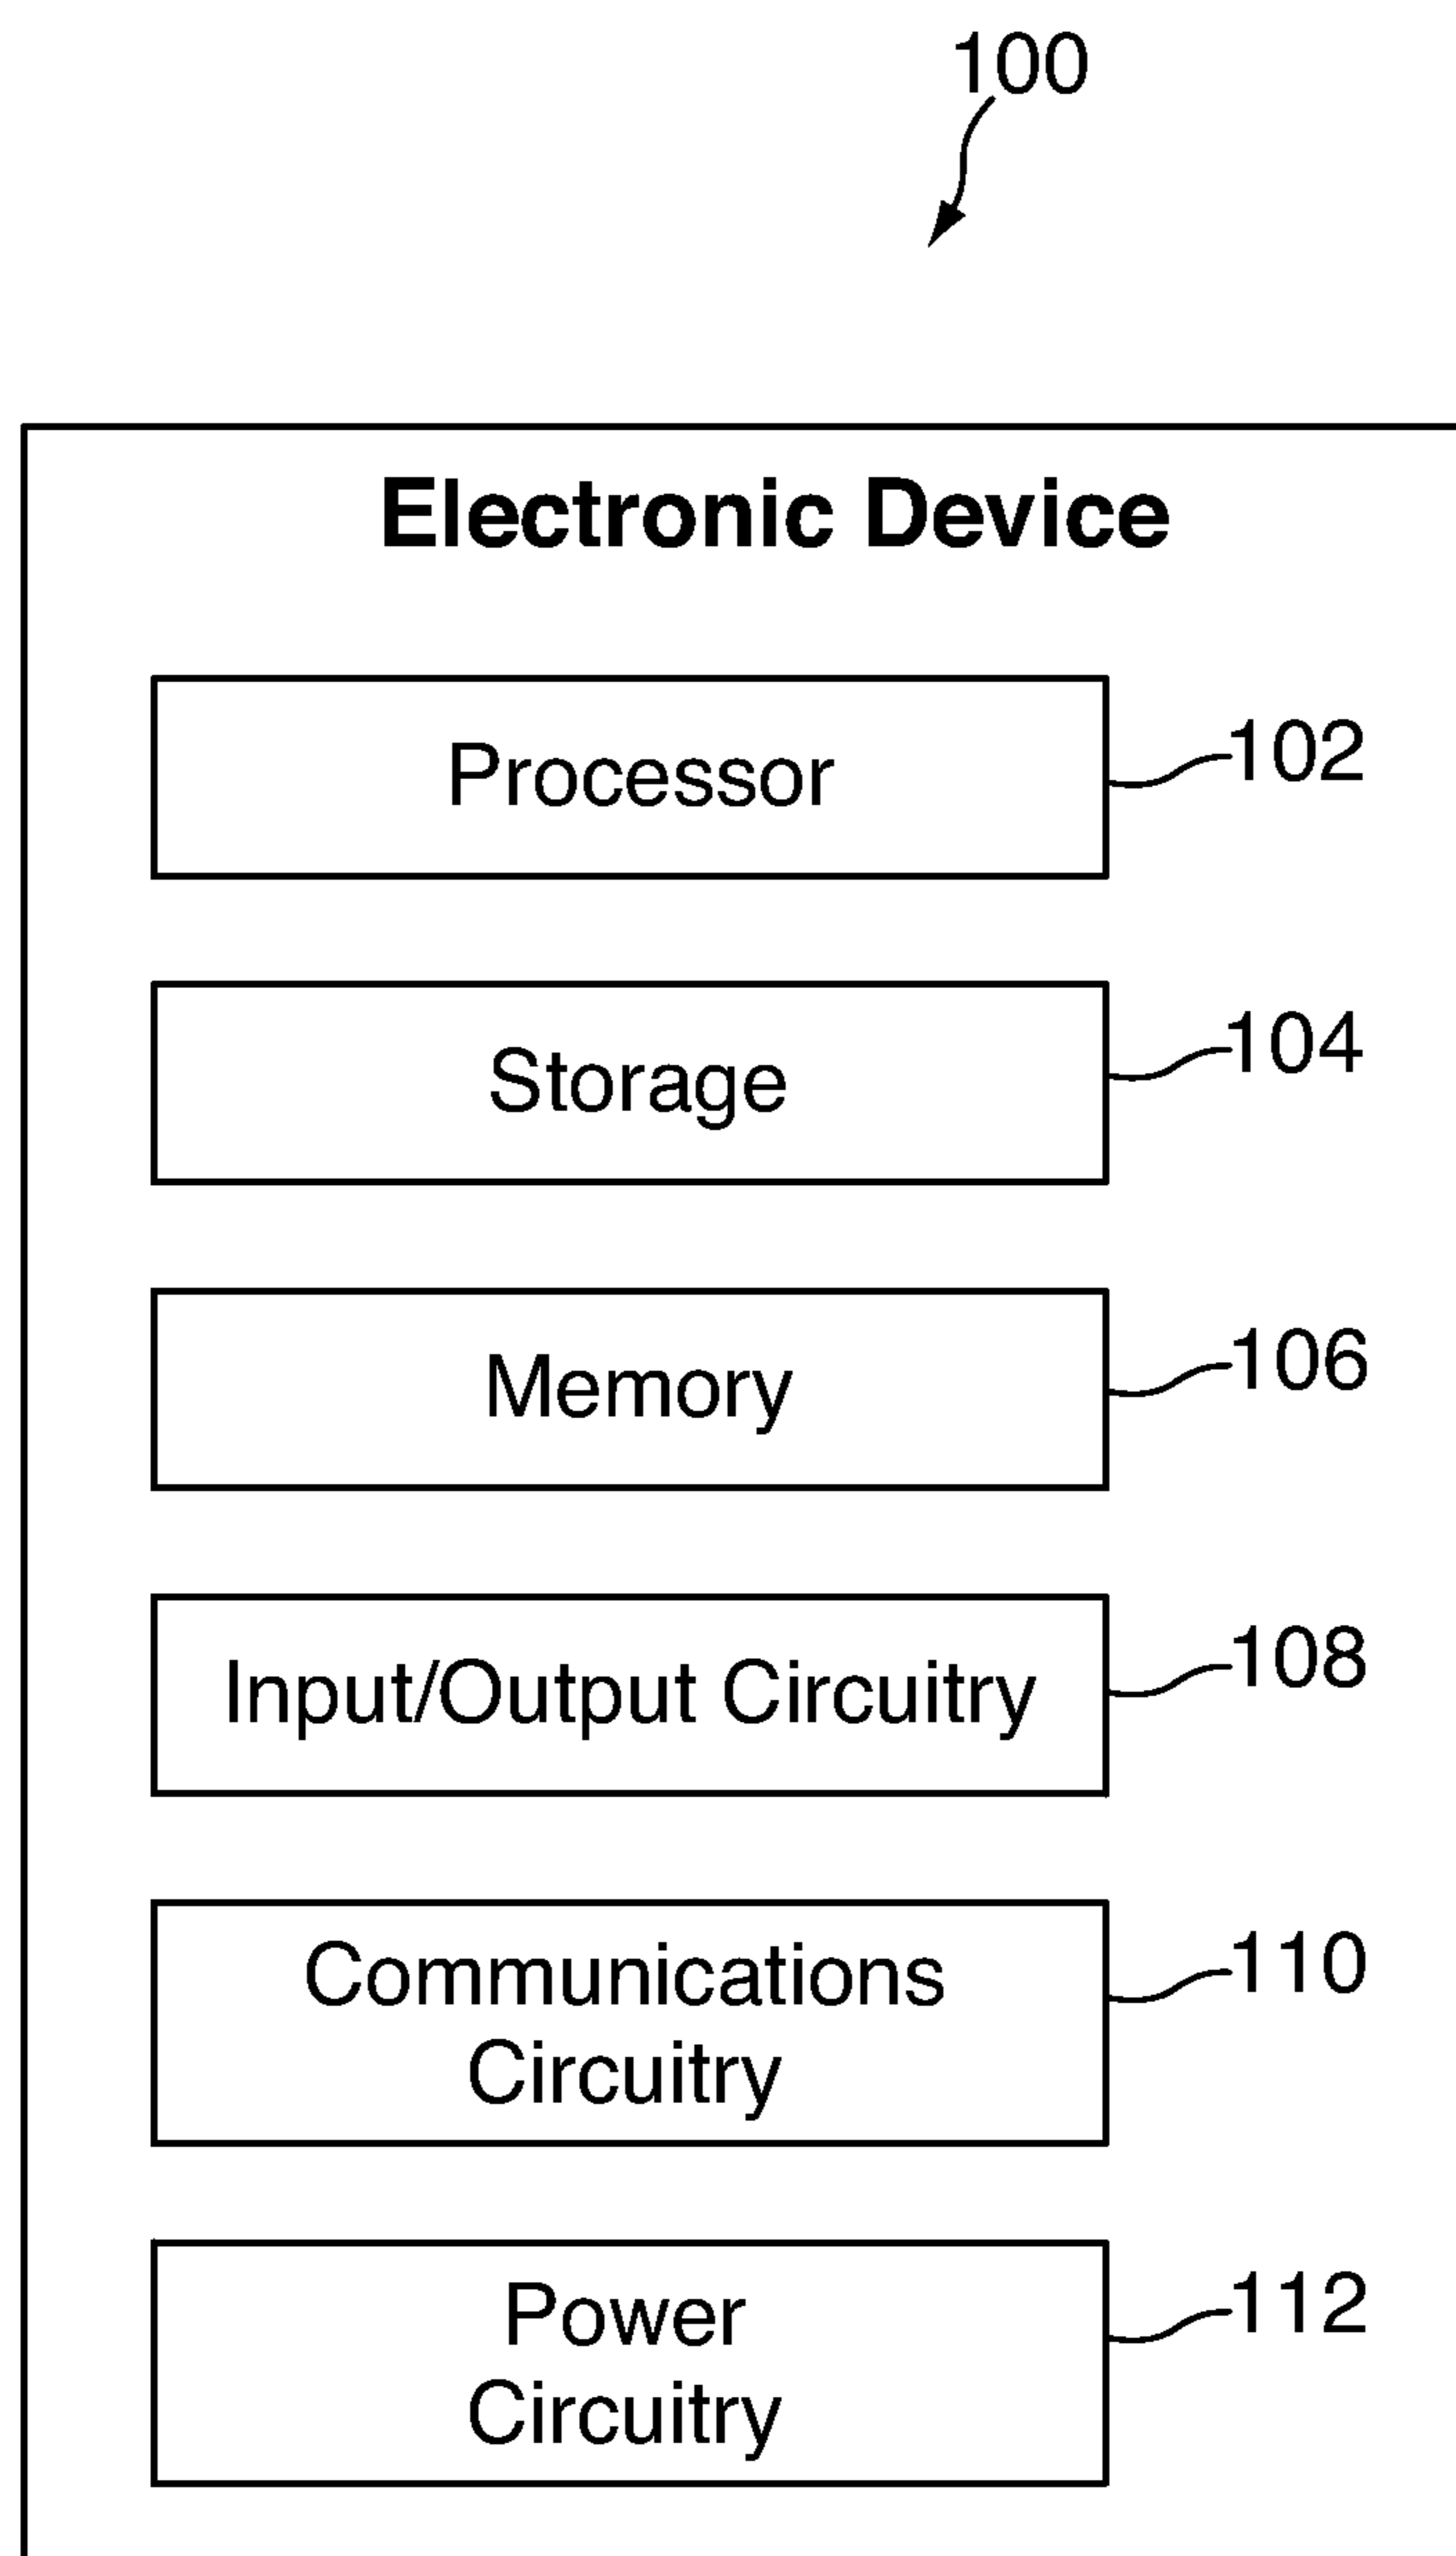 100
Electronic Device
Processor
102
Storage
104
Memory
106
Input/Output Circuitry
108
Communications
Circuitry
110
Power
Circuitry
112